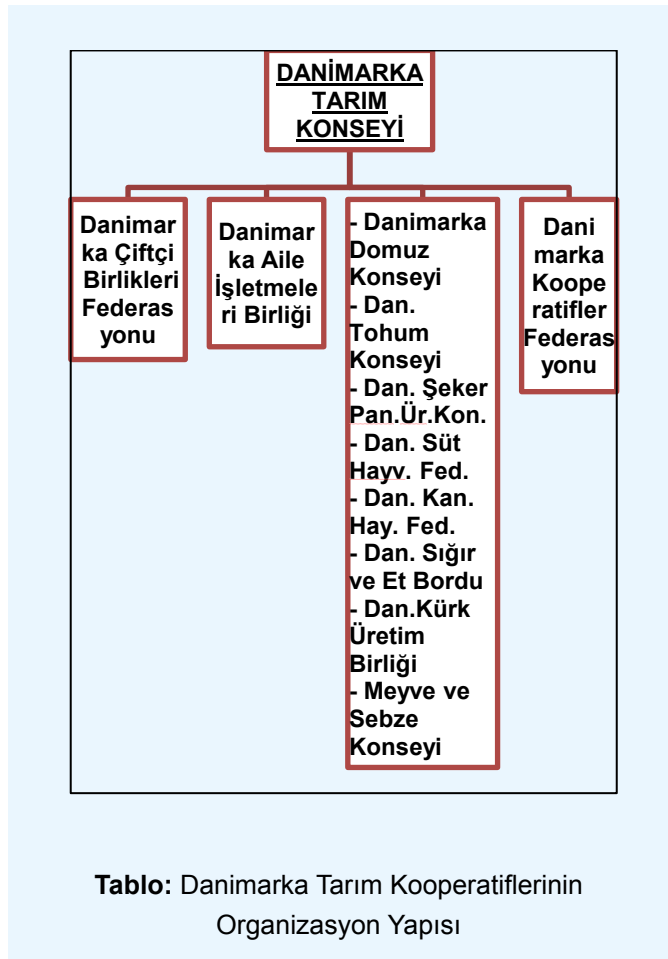 DANİMARKA
TARIM
KONSEYİ
Danimar
ka Çiftçi
Birlikleri
Federas
yonu
Danimar
ka Aile
İşletmele
ri Birliği
- Danimarka
Domuz
Konseyi
- Dan.
Tohum
Konseyi
- Dan. Şeker
Pan.Ür.Kon.
- Dan. Süt
Hayv. Fed.
- Dan. Kan.
Hay. Fed.
- Dan. Sığır
ve Et Bordu
- Dan.Kürk
Üretim
Birliği
- Meyve ve
Sebze
Konseyi
Dani
marka
Koope
ratifler
Federas
yonu
Tablo: Danimarka Tarım Kooperatiflerinin
Organizasyon Yapısı